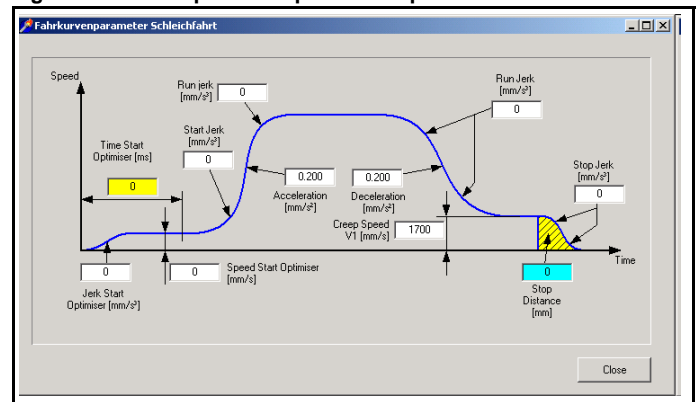 Fahrkurvenparameter Schleichfahrt
Speed
Run jerk
[mm/s³]
0
Run Jerk
[mm/s³]
0
Start Jerk
[mm/s³]
0
Time Start
Optimiser [ms]
0
Stop Jerk
[mm/s³]
0
0.200
Acceleration
[mm/s²]
0.200
Deceleration
[mm/s²]
Creep Speed
V1 [mm/s]
1700
Time
0
Jerk Start
Optimiser [mm/s³]
0
Speed Start Optimiser
[mm/s]
0
Stop
Distance
[mm]
Close